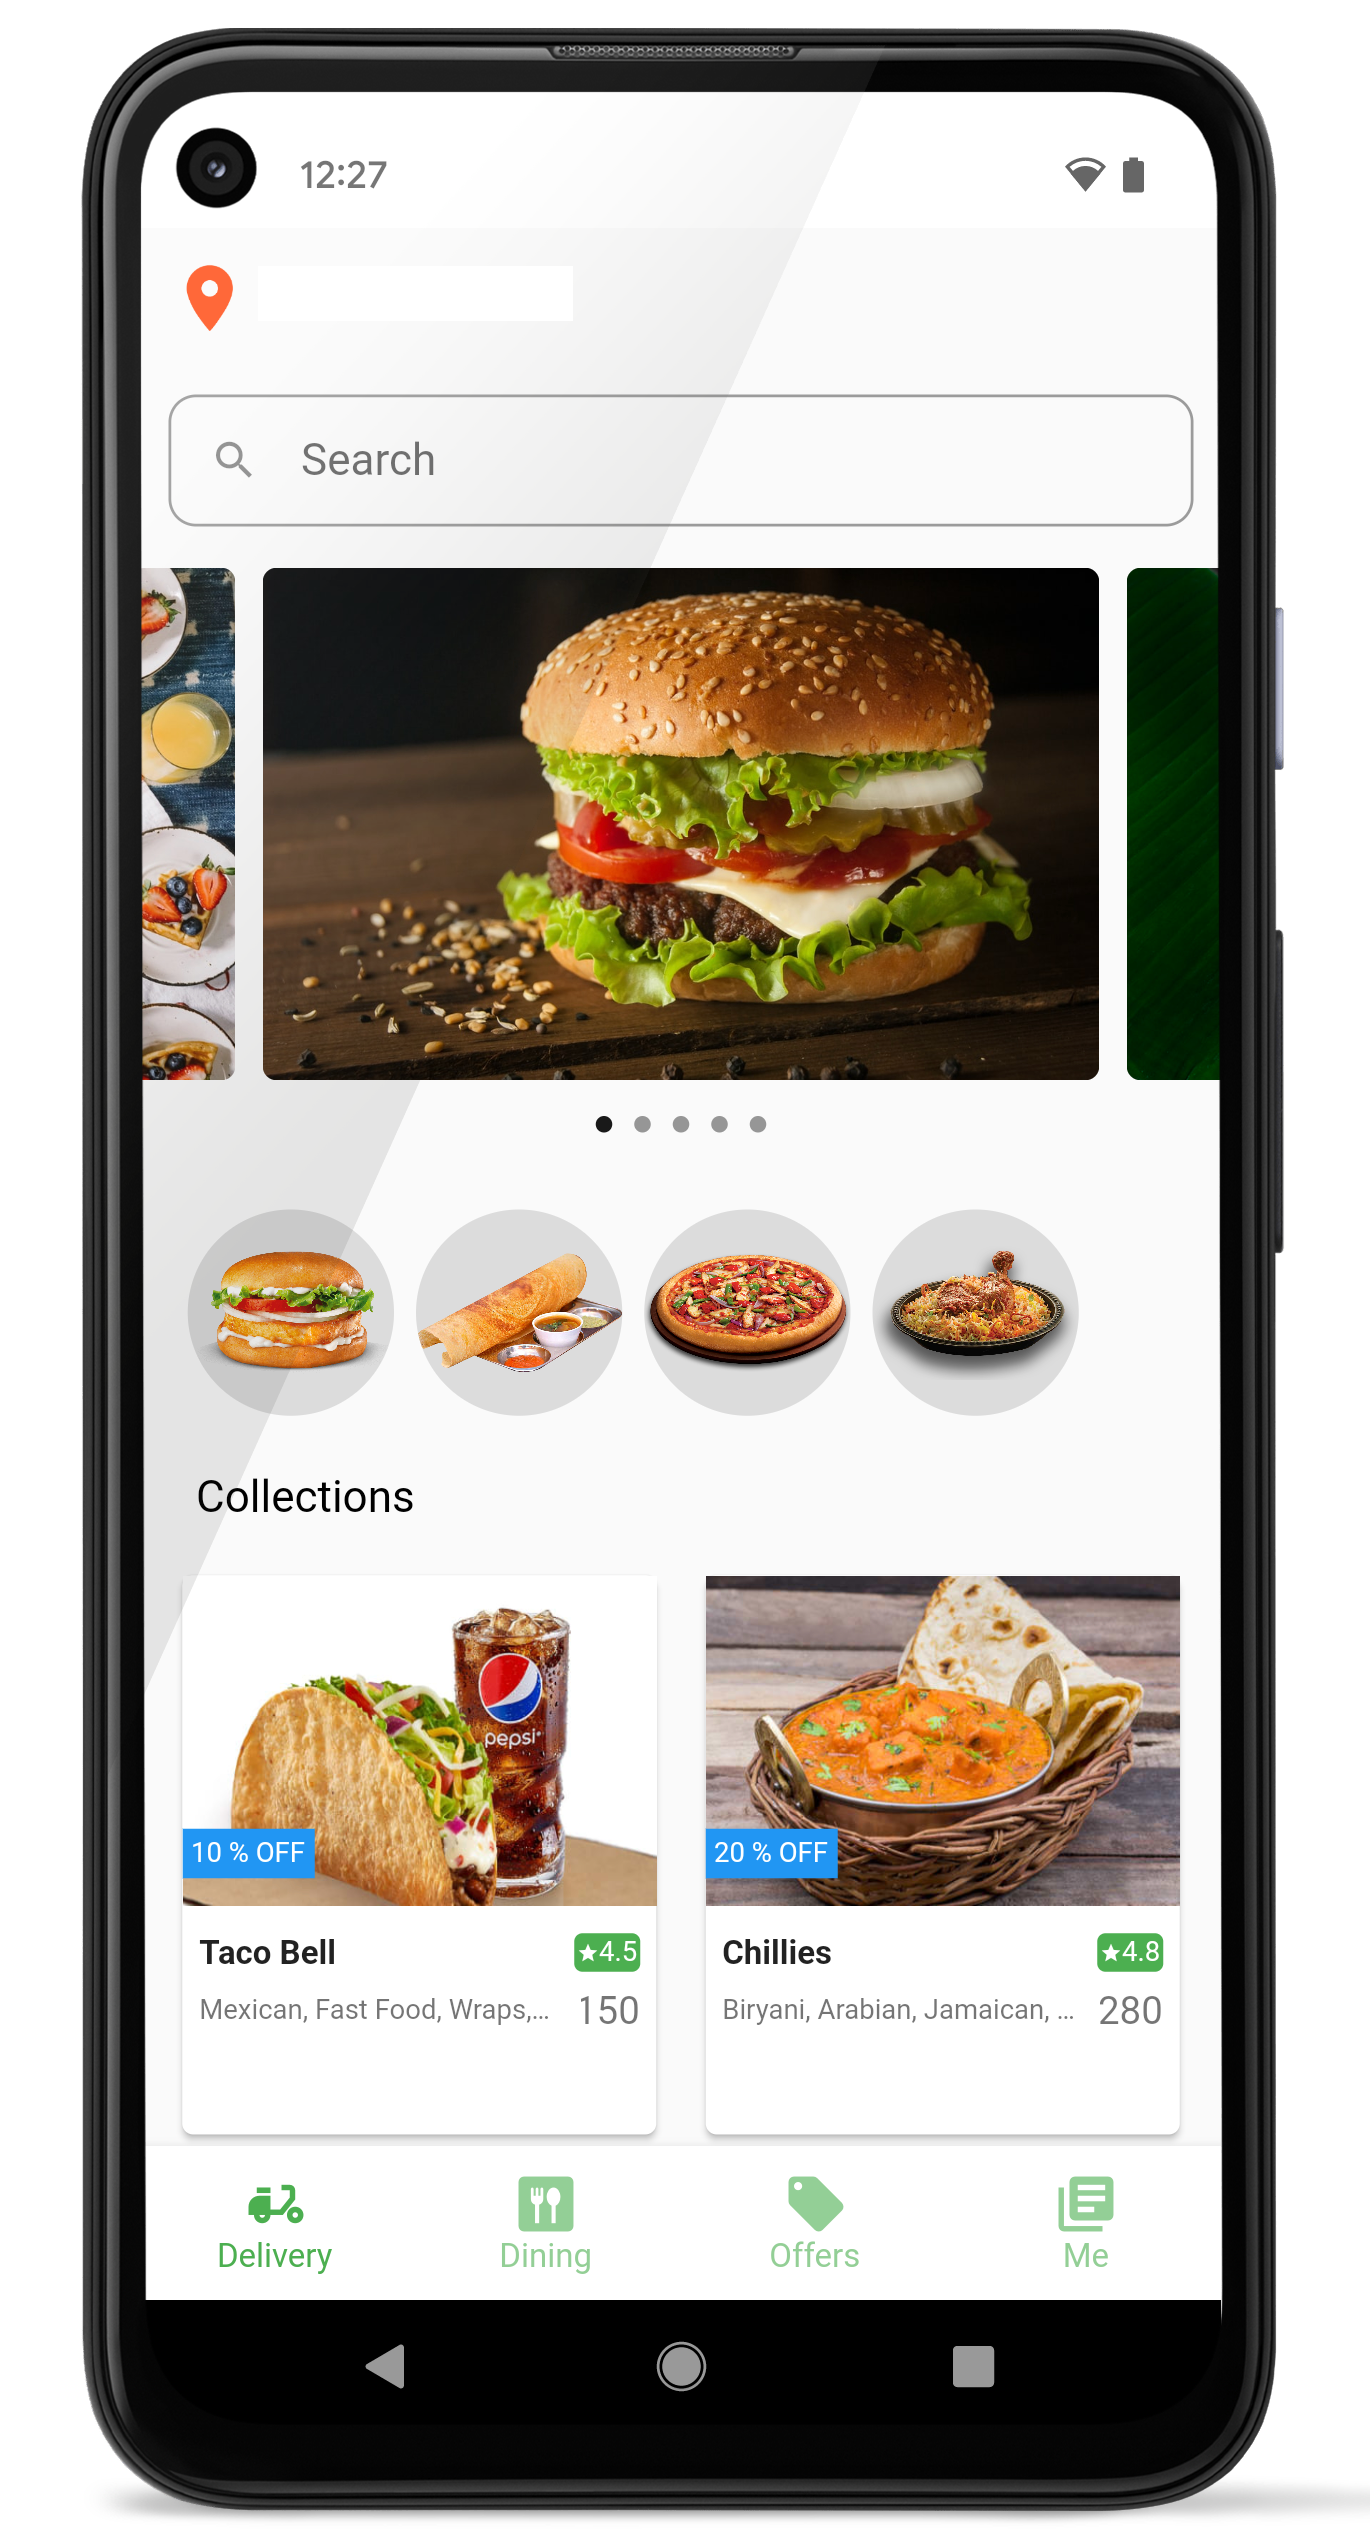 12:27
Search
Collections
pepsi
10 % OFF
20 % OFF
Taco Bell
4.5
Chillies
4.8
Mexican, Fast Food, Wraps,...
150
Biryani, Arabian, Jamaican, ...
280
Delivery
Dining
Offers
Me